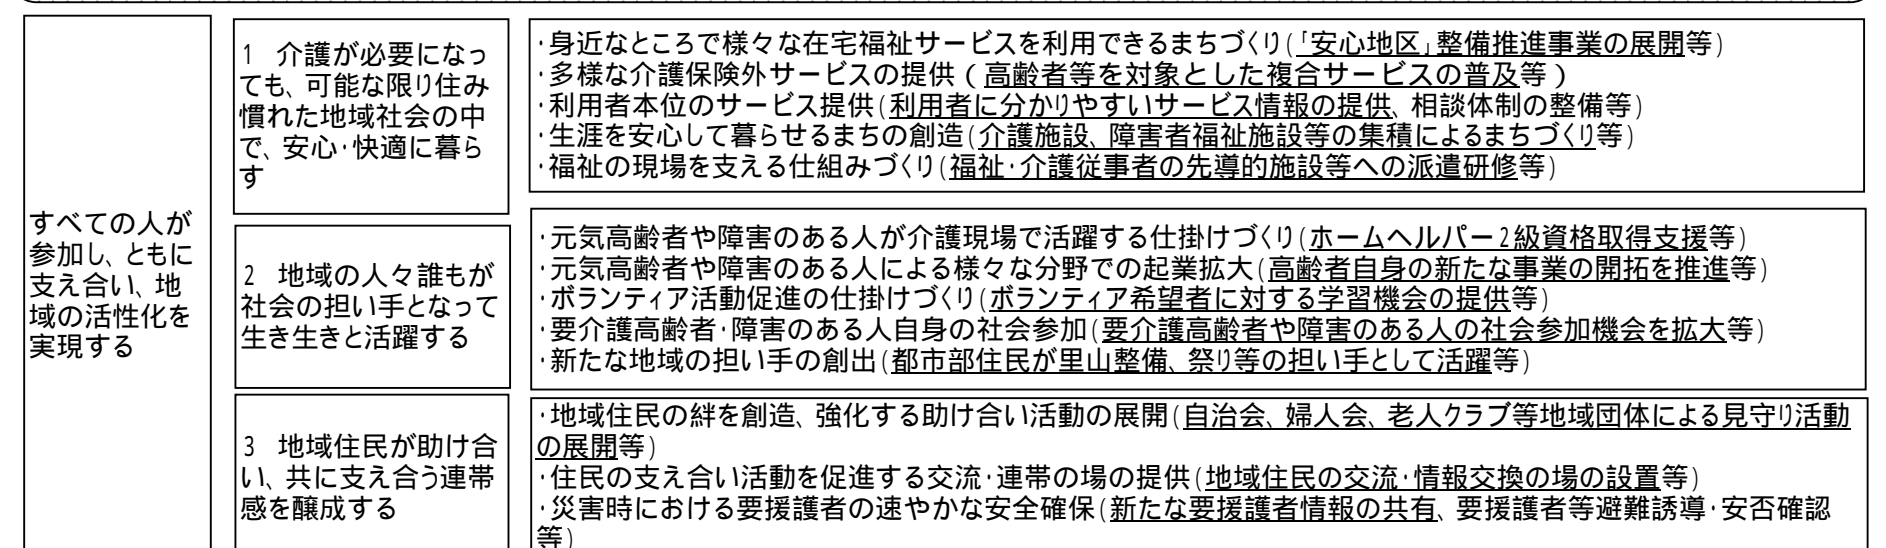 すべての人が
参加し、ともに
支え合い、地
域の活性化を
実現する
1 介護が必要になっ
ても、可能な限り住み
慣れた地域社会の中
で、安心・快適に暮ら
す
・身近なところで様々な在宅福祉サービスを利用できるまちづくり(「安心地区」整備推進事業の展開等)
・多様な介護保険外サービスの提供(高齢者等を対象とした複合サービスの普及等)
・利用者本位のサービス提供(利用者に分かりやすいサービス情報の提供、相談体制の整備等)
・生涯を安心して暮らせるまちの創造(介護施設、障害者福祉施設等の集積によるまちづくり等)
・福祉の現場を支える仕組みづくり(福祉・介護従事者の先導的施設等への派遣研修等)
2 地域の人々誰もが
社会の担い手となって
生き生きと活躍する
・元気高齢者や障害のある人が介護現場で活躍する仕掛けづくり(ホームヘルパー2級資格取得支援等)
・元気高齢者や障害のある人による様々な分野での起業拡大(高齢者自身の新たな事業の開拓を推進等)
・ボランティア活動促進の仕掛けづくり(ボランティア希望者に対する学習機会の提供等)
・要介護高齢者・障害のある人自身の社会参加(要介護高齢者や障害のある人の社会参加機会を拡大等)
・新たな地域の担い手の創出(都市部住民が里山整備、祭り等の担い手として活躍等)
3 地域住民が助け合
い、共に支え合う連帯
感を醸成する
・地域住民の絆を創造、強化する助け合い活動の展開(自治会、婦人会、老人クラブ等地域団体による見守り活動
の展開等)
・住民の支え合い活動を促進する交流・連帯の場の提供(地域住民の交流・情報交換の場の設置等)
・災害時における要援護者の速やかな安全確保(新たな要援護者情報の共有、要援護者等避難誘導・安否確認
等)